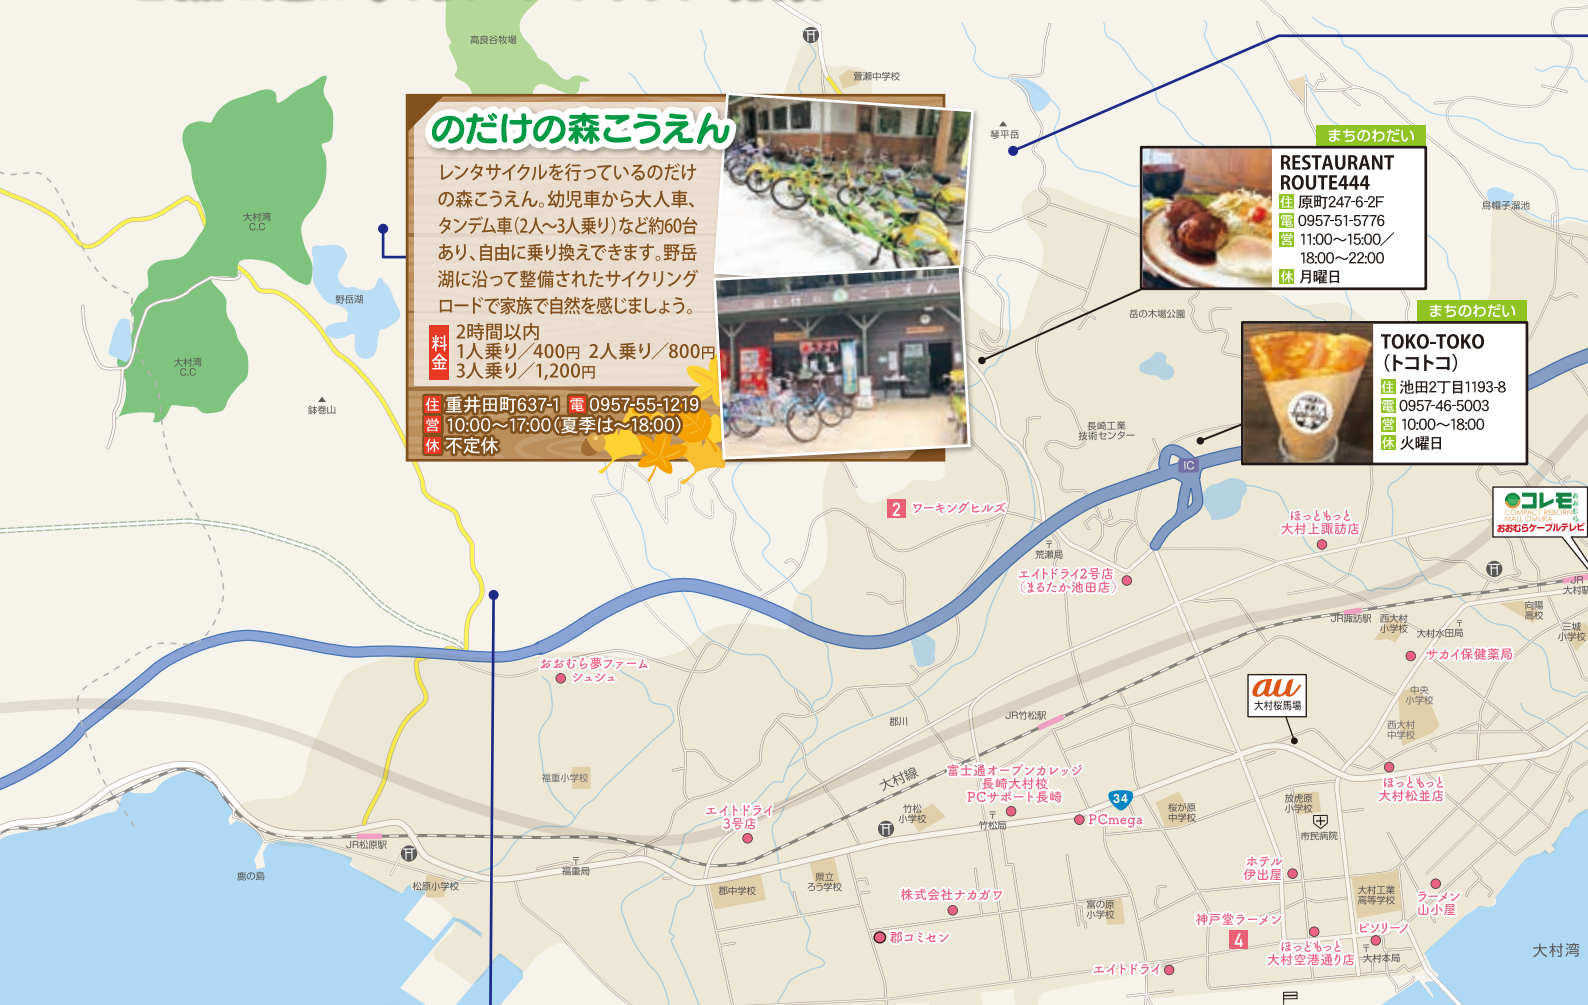 高良谷牧場
萱瀬中学校
琴平岳
のだけの森こうえん
レンタサイクルを行っているのだけ
の森こうえん。幼児車から大人車、
タンデム車(2人〜3人乗り)など約60台
あり、自由に乗り換えできます。野岳
湖に沿って整備されたサイクリング
ロードで家族で自然を感じましょう。
料金
2時間以内
1人乗り／400円 2人乗り／800円
3人乗り／1,200円
住 重井田町637-1 電 0957-55-1219
営 10:00〜17:00(夏季は〜18:00)
休 不定休
まちのわだい
RESTAURANT
ROUTE444
住 原町247-6-2F
電 0957-51-5776
営 11:00〜15:00／
18:00〜22:00
休 月曜日
烏帽子溜池
大村湾
C.C
野岳湖
大村湾
C.C
鉢巻山
岳の木場公園
まちのわだい
TOKO-TOKO
(トコトコ)
住 池田2丁目1193-8
電 0957-46-5003
営 10:00〜18:00
休 火曜日
長崎工業
技術センター
IC
2 ワーキングヒルズ
コレモ
おおむら
COMPACT REBORN
MALL OMURA
おおむらケーブルテレビ
ほっともっと
大村上諏訪店
荒瀬局
エイトドライ2号店
(まるたか池田店)
JR
大村駅
向陽
高校
三城
小学校
JR諏訪駅
西大村
小学校
大村水田局
サカイ保健薬局
おおむら夢ファーム
シュシュ
au
大村桜馬場
中央
小学校
西大村
中学校
郡川
JR竹松駅
大村線
福重小学校
富士通オープンカレッジ
長崎大村校
PCサポート長崎
34
ほっともっと
大村松並店
エイトドライ
3号店
竹松
小学校
竹松局
PCmega
桜が原
中学校
放虎原
小学校
市民病院
JR松原駅
鹿の島
松原小学校
福重局
郡中学校
県立
ろう学校
ホテル
伊出屋
大村工業
高等学校
ラーメン
山小屋
株式会社ナカガワ
富の原
小学校
神戸堂ラーメン
4
郡コミセン
ピソリーノ
ほっともっと
大村空港通り店
大村本局
エイトドライ
大村湾